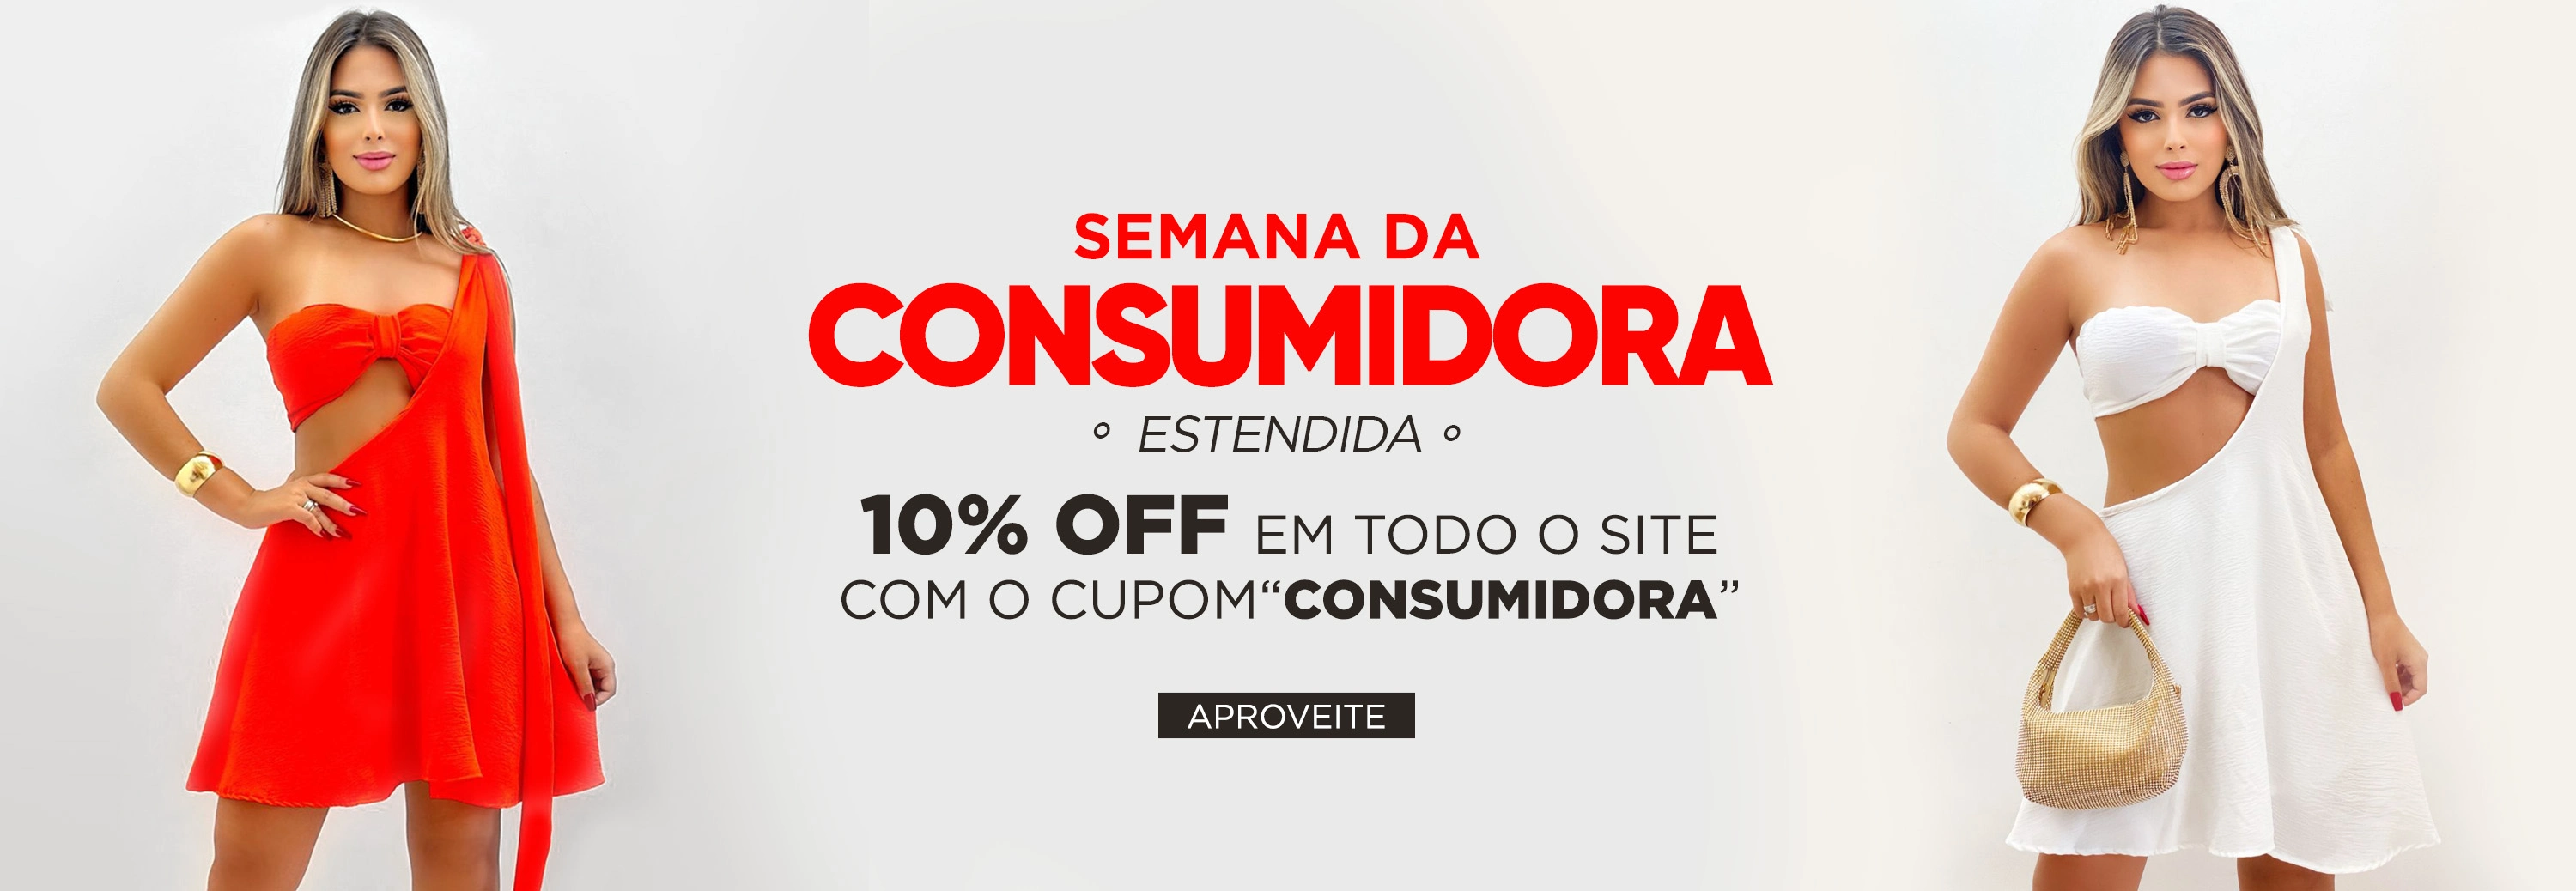 SEMANA DA
CONSUMIDORA
° ESTENDIDA °
10% OFF EM TODO O SITE
COM O CUPOM“CONSUMIDORA”
APROVEITE